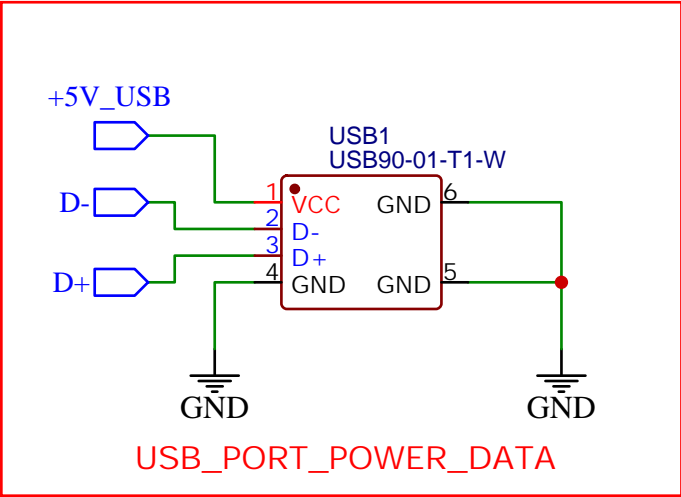 +5V_USB
USB1
USB90-01-T1-W
D-
1
VCC
GND
6
2
D-
3
D+
D+
4
GND
GND
5
GND
GND
USB_PORT_POWER_DATA